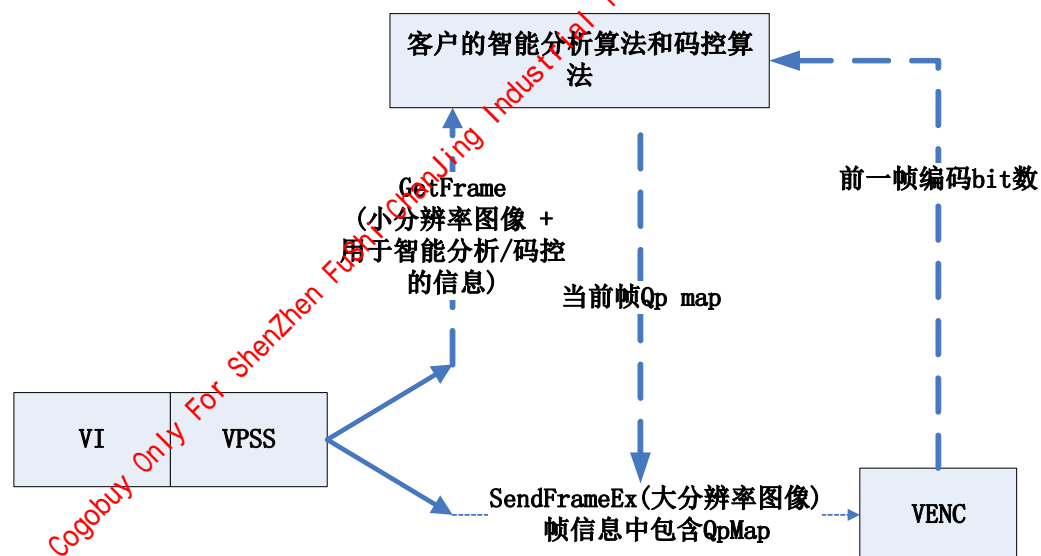 客户的智能分析算法和码控算
法
GetFrame
(小分辨率图像 +
用于智能分析/码控
的信息)
当前帧Qp map
前一帧编码bit数
VI
VPSS
SendFrameEx(大分辨率图像)
帧信息中包含QpMap
VENC
Cogobuy Only For ShenZhen FuShi ChanJing Industrial